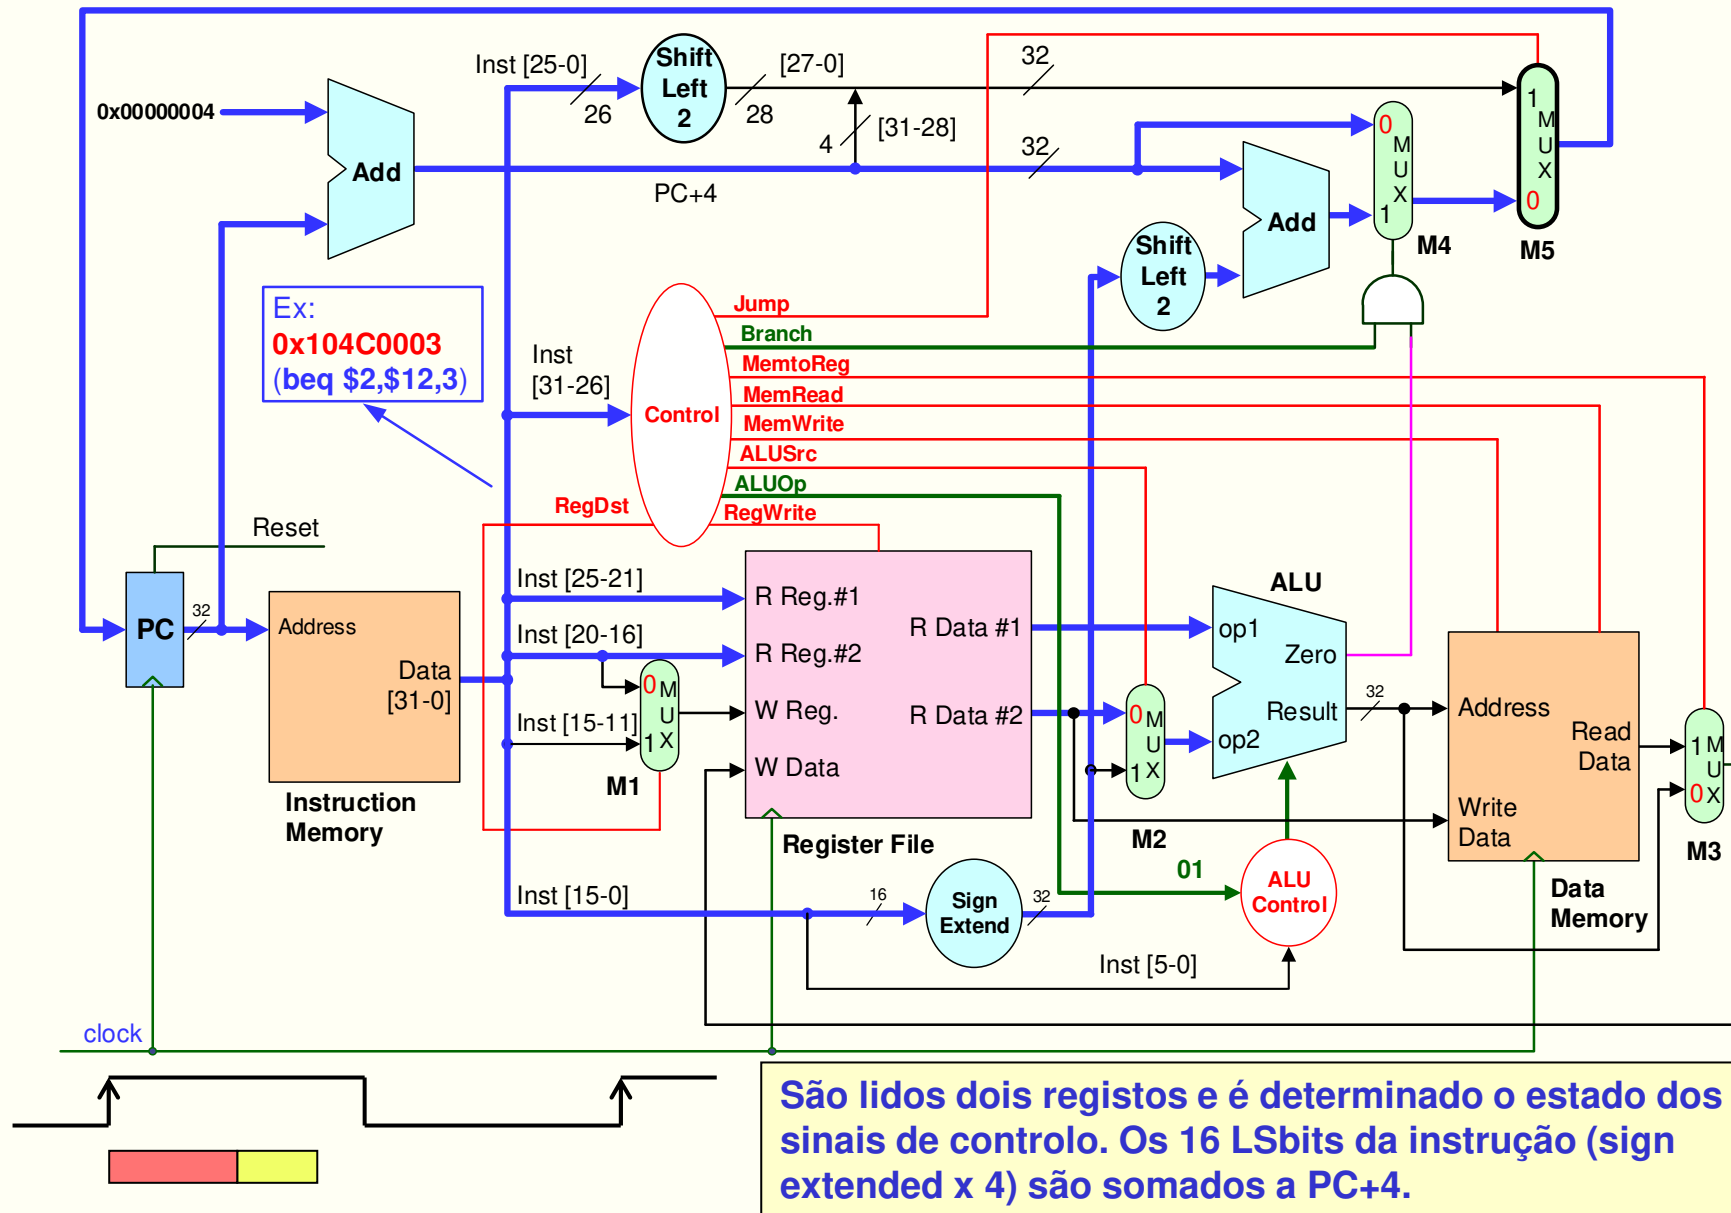 Inst [25-0]
26
Shift
Left
2
[27-0]
28
32
4
[31-28]
0x00000004
Add
PC+4
32
0
M
U
X
1
M4
1
M
U
X
0
M5
Add
Shift
Left
2
Ex:
0x104C0003
(beq $2,$12,3)
Inst
[31-26]
Control
Jump
Branch
MemtoReg
MemRead
MemWrite
ALUSrc
ALUOp
RegWrite
RegDst
Reset
PC
32
Address
Data
[31-0]
Instruction
Memory
Inst [25-21]
Inst [20-16]
Inst [15-11]
0
M
U
X
1
M1
R Reg.#1
R Reg.#2
W Reg.
W Data
R Data #1
R Data #2
Register File
0
M
U
X
1
M2
ALU
op1
Zero
Result
op2
32
Address
Read
Data
Write
Data
Data
Memory
1
M
U
X
0
M3
Inst [15-0]
16
Sign
Extend
32
01
ALU
Control
Inst [5-0]
clock
São lidos dois registos e é determinado o estado dos
sinais de controlo. Os 16 LSbits da instrução (sign
extended x 4) são somados a PC+4.